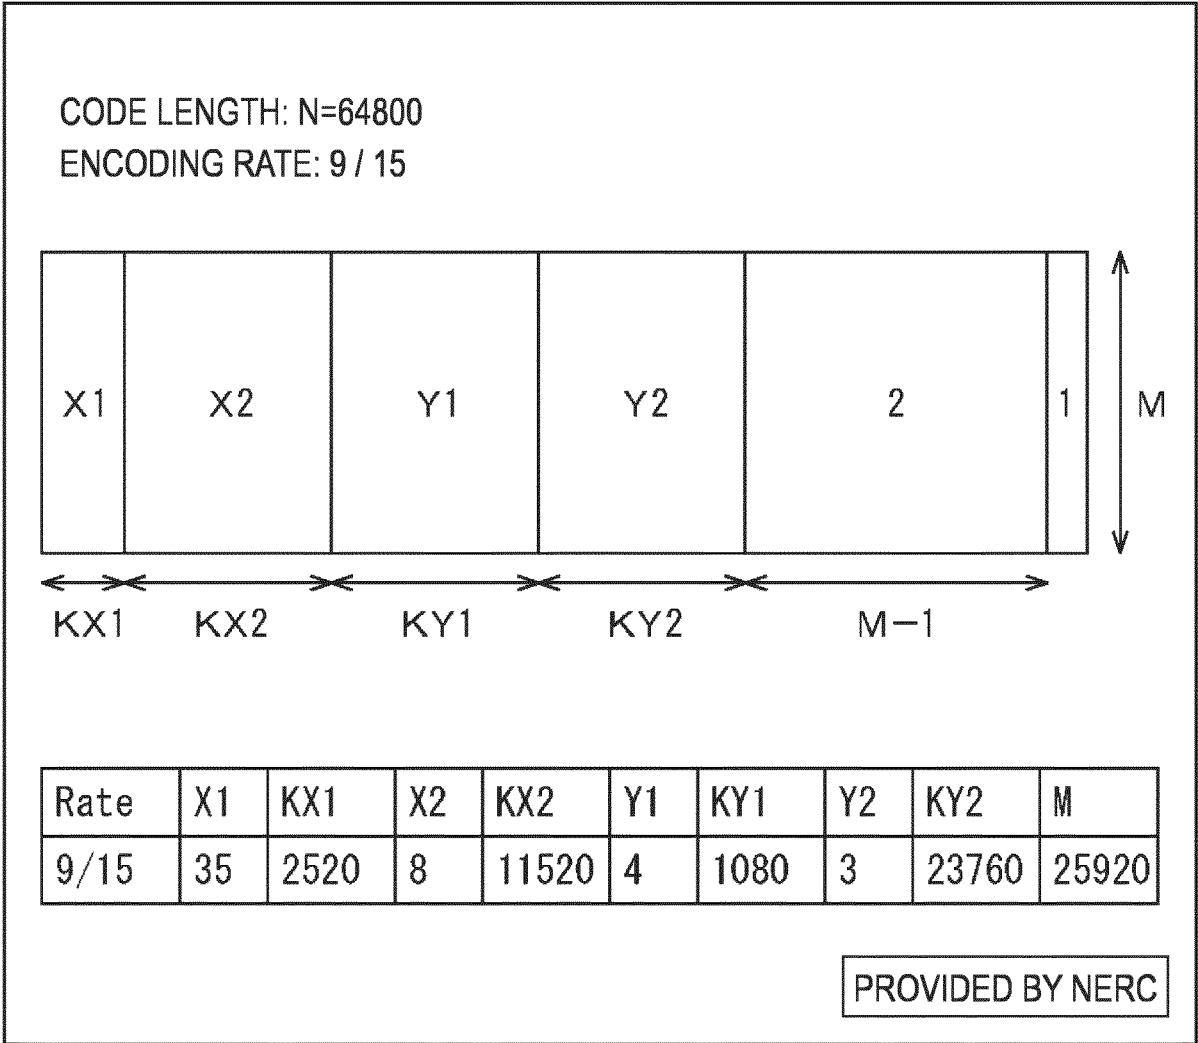 CODE LENGTH: N=64800
ENCODING RATE: 9 / 15
X1 X2 Y1 Y2 2 1 M
KX1 KX2 KY1 KY2 M−1
Rate X1 KX1 X2 KX2 Y1 KY1 Y2 KY2 M
9/15 35 2520 8 11520 4 1080 3 23760 25920
PROVIDED BY NERC